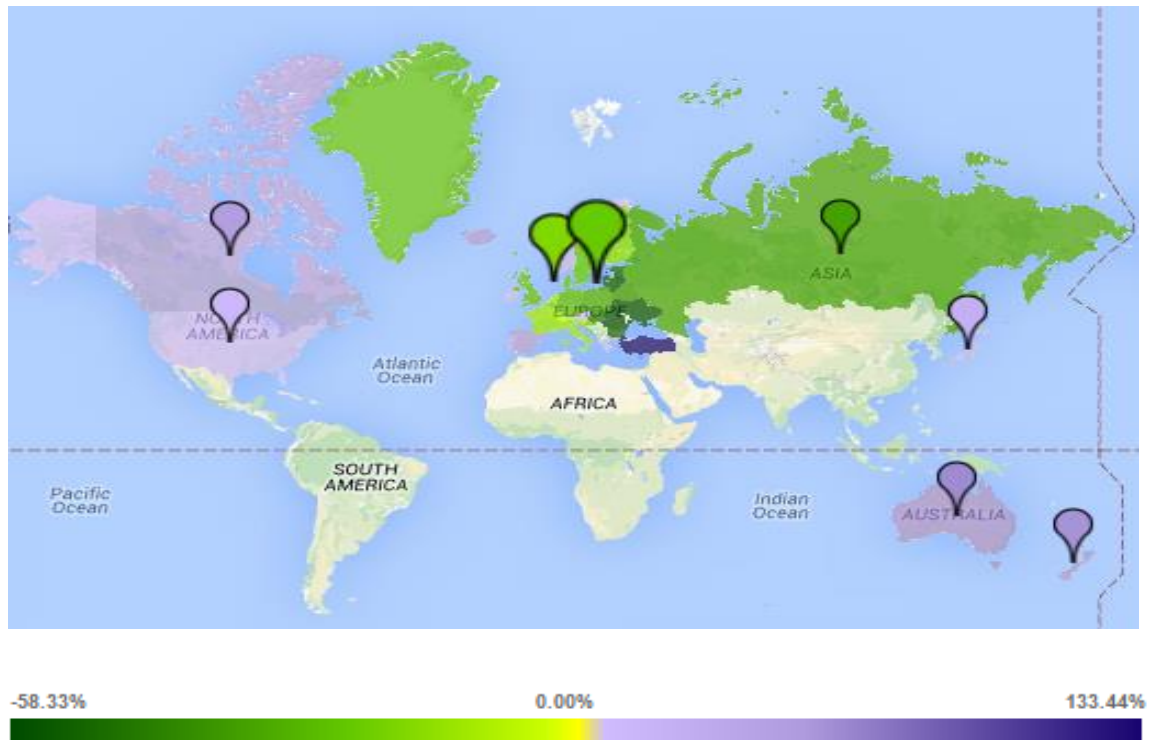 ASIA
NORTH
AMERICA
EUROPE
Atlantic
Ocean
AFRICA
SOUTH
AMERICA
Pacific
Ocean
Indian
Ocean
AUSTRALIA
-58.33%
0.00%
133.44%